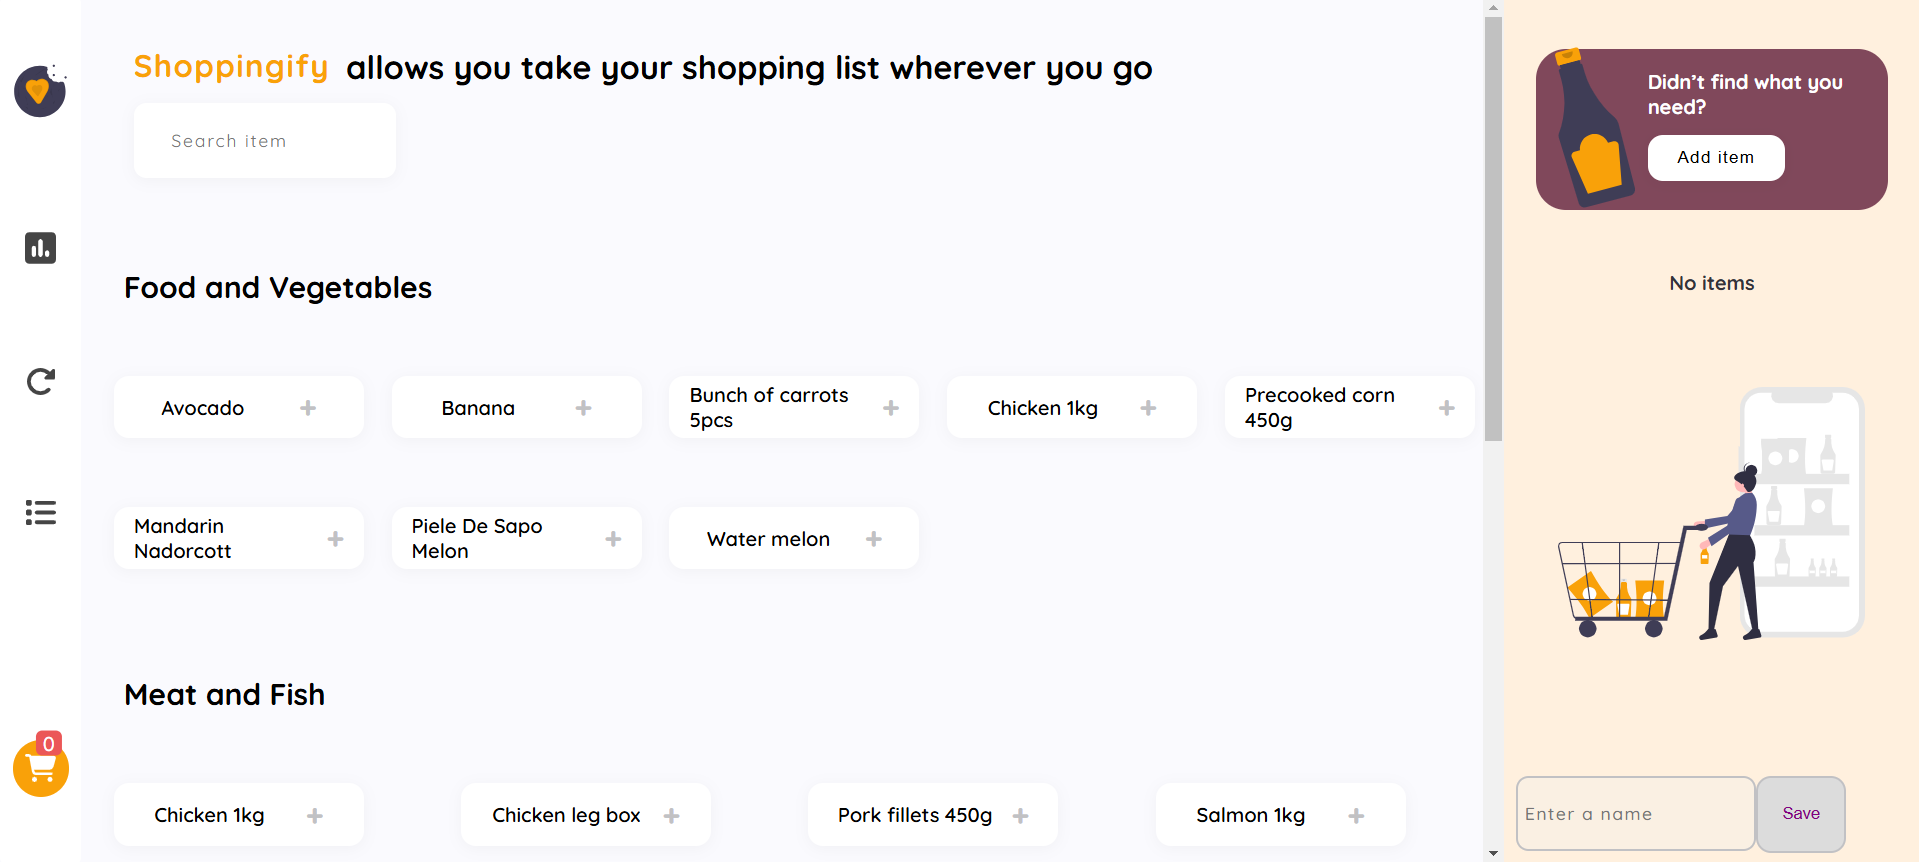 Shoppingify allows you take your shopping list wherever you go
Search item
Food and Vegetables
Avocado
Banana
Bunch of carrots
5pcs
Chicken 1kg
Precooked corn
450g
Mandarin
Nadorcott
Piele De Sapo
Melon
Water melon
Meat and Fish
Chicken 1kg
Chicken leg box
Pork fillets 450g
Salmon 1kg
0
Didn’t find what you
need?
Add item
No items
Enter a name
Save